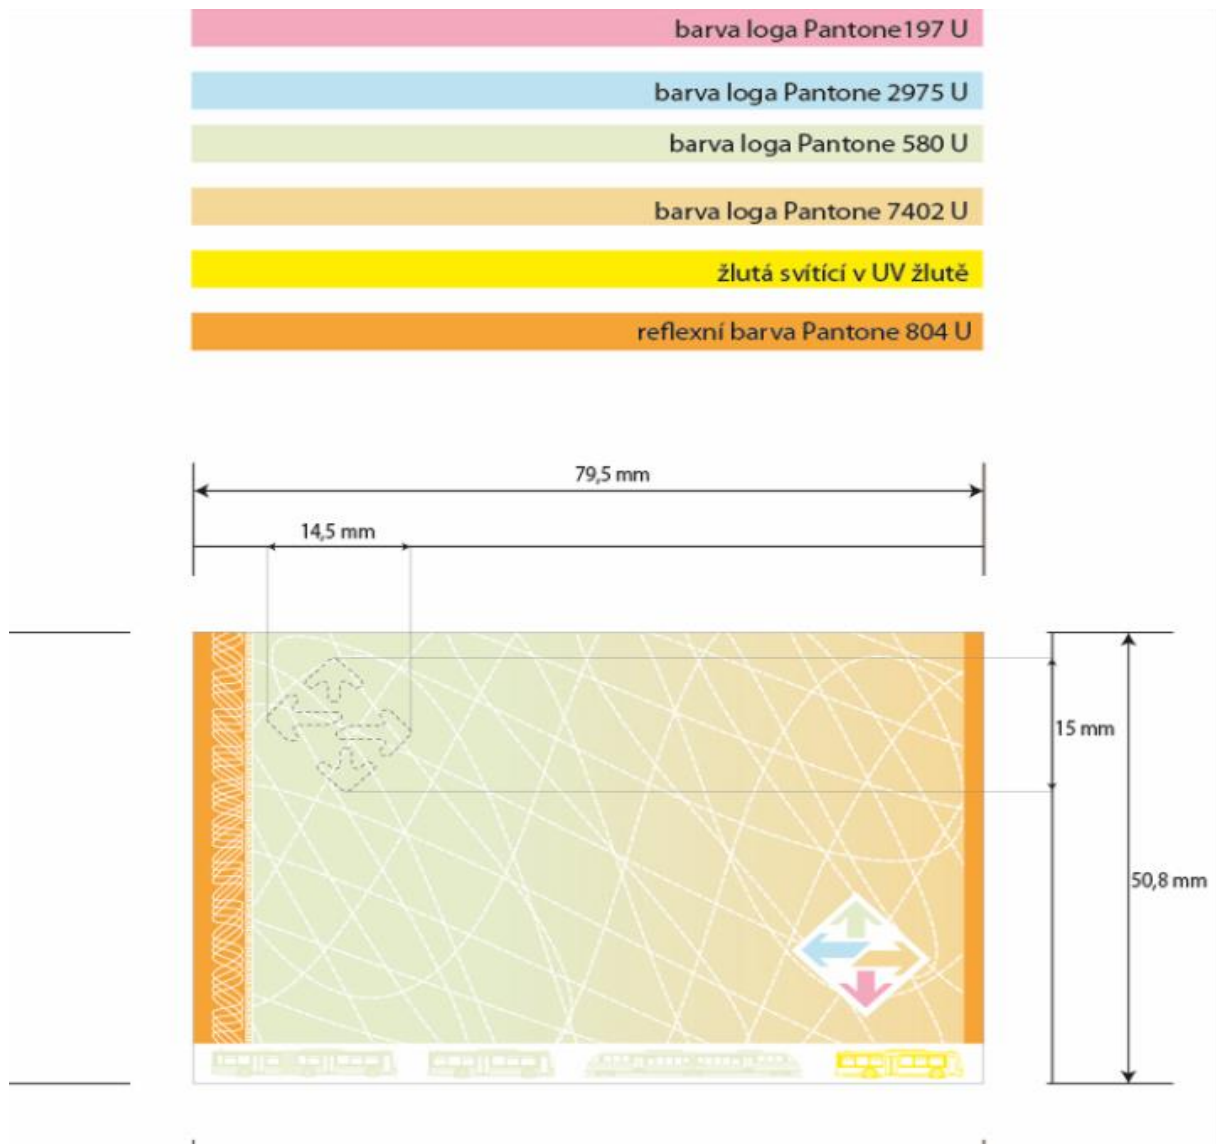 barva loga Pantone197 U
barva loga Pantone 2975 U
barva loga Pantone 580 U
barva loga Pantone 7402 U
žlutá svítící v UV žlutě
reflexní barva Pantone 804 U
79,5 mm
14,5 mm
15 mm
50,8 mm